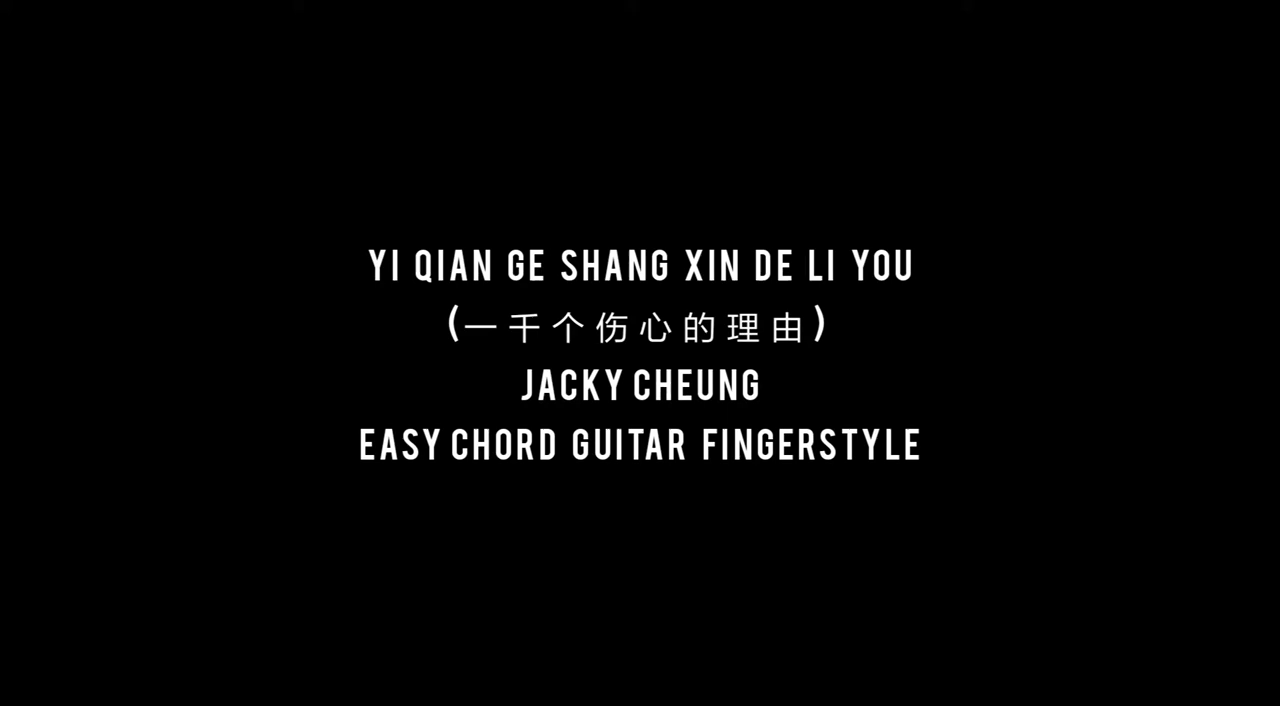 YI QIAN GE SHANG XIN DE LI YOU
(一千个伤心的理由)
JACKY CHEUNG
EASY CHORD GUITAR FINGERSTYLE